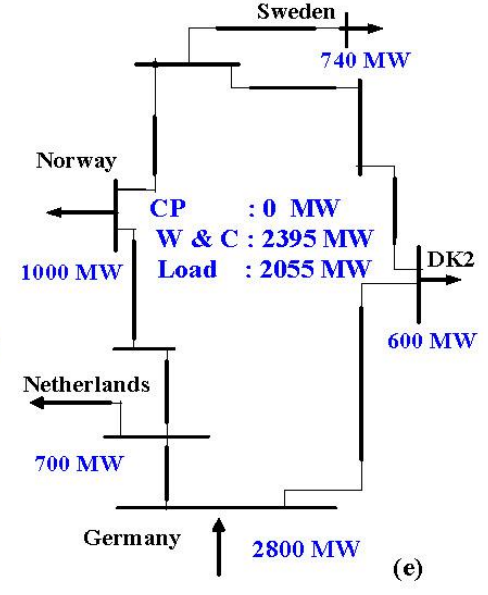 Sweden
740 MW
Norway
CP : 0 MW
W & C : 2395 MW
Load : 2055 MW
1000 MW
DK2
600 MW
Netherlands
700 MW
Germany
2800 MW
(e)